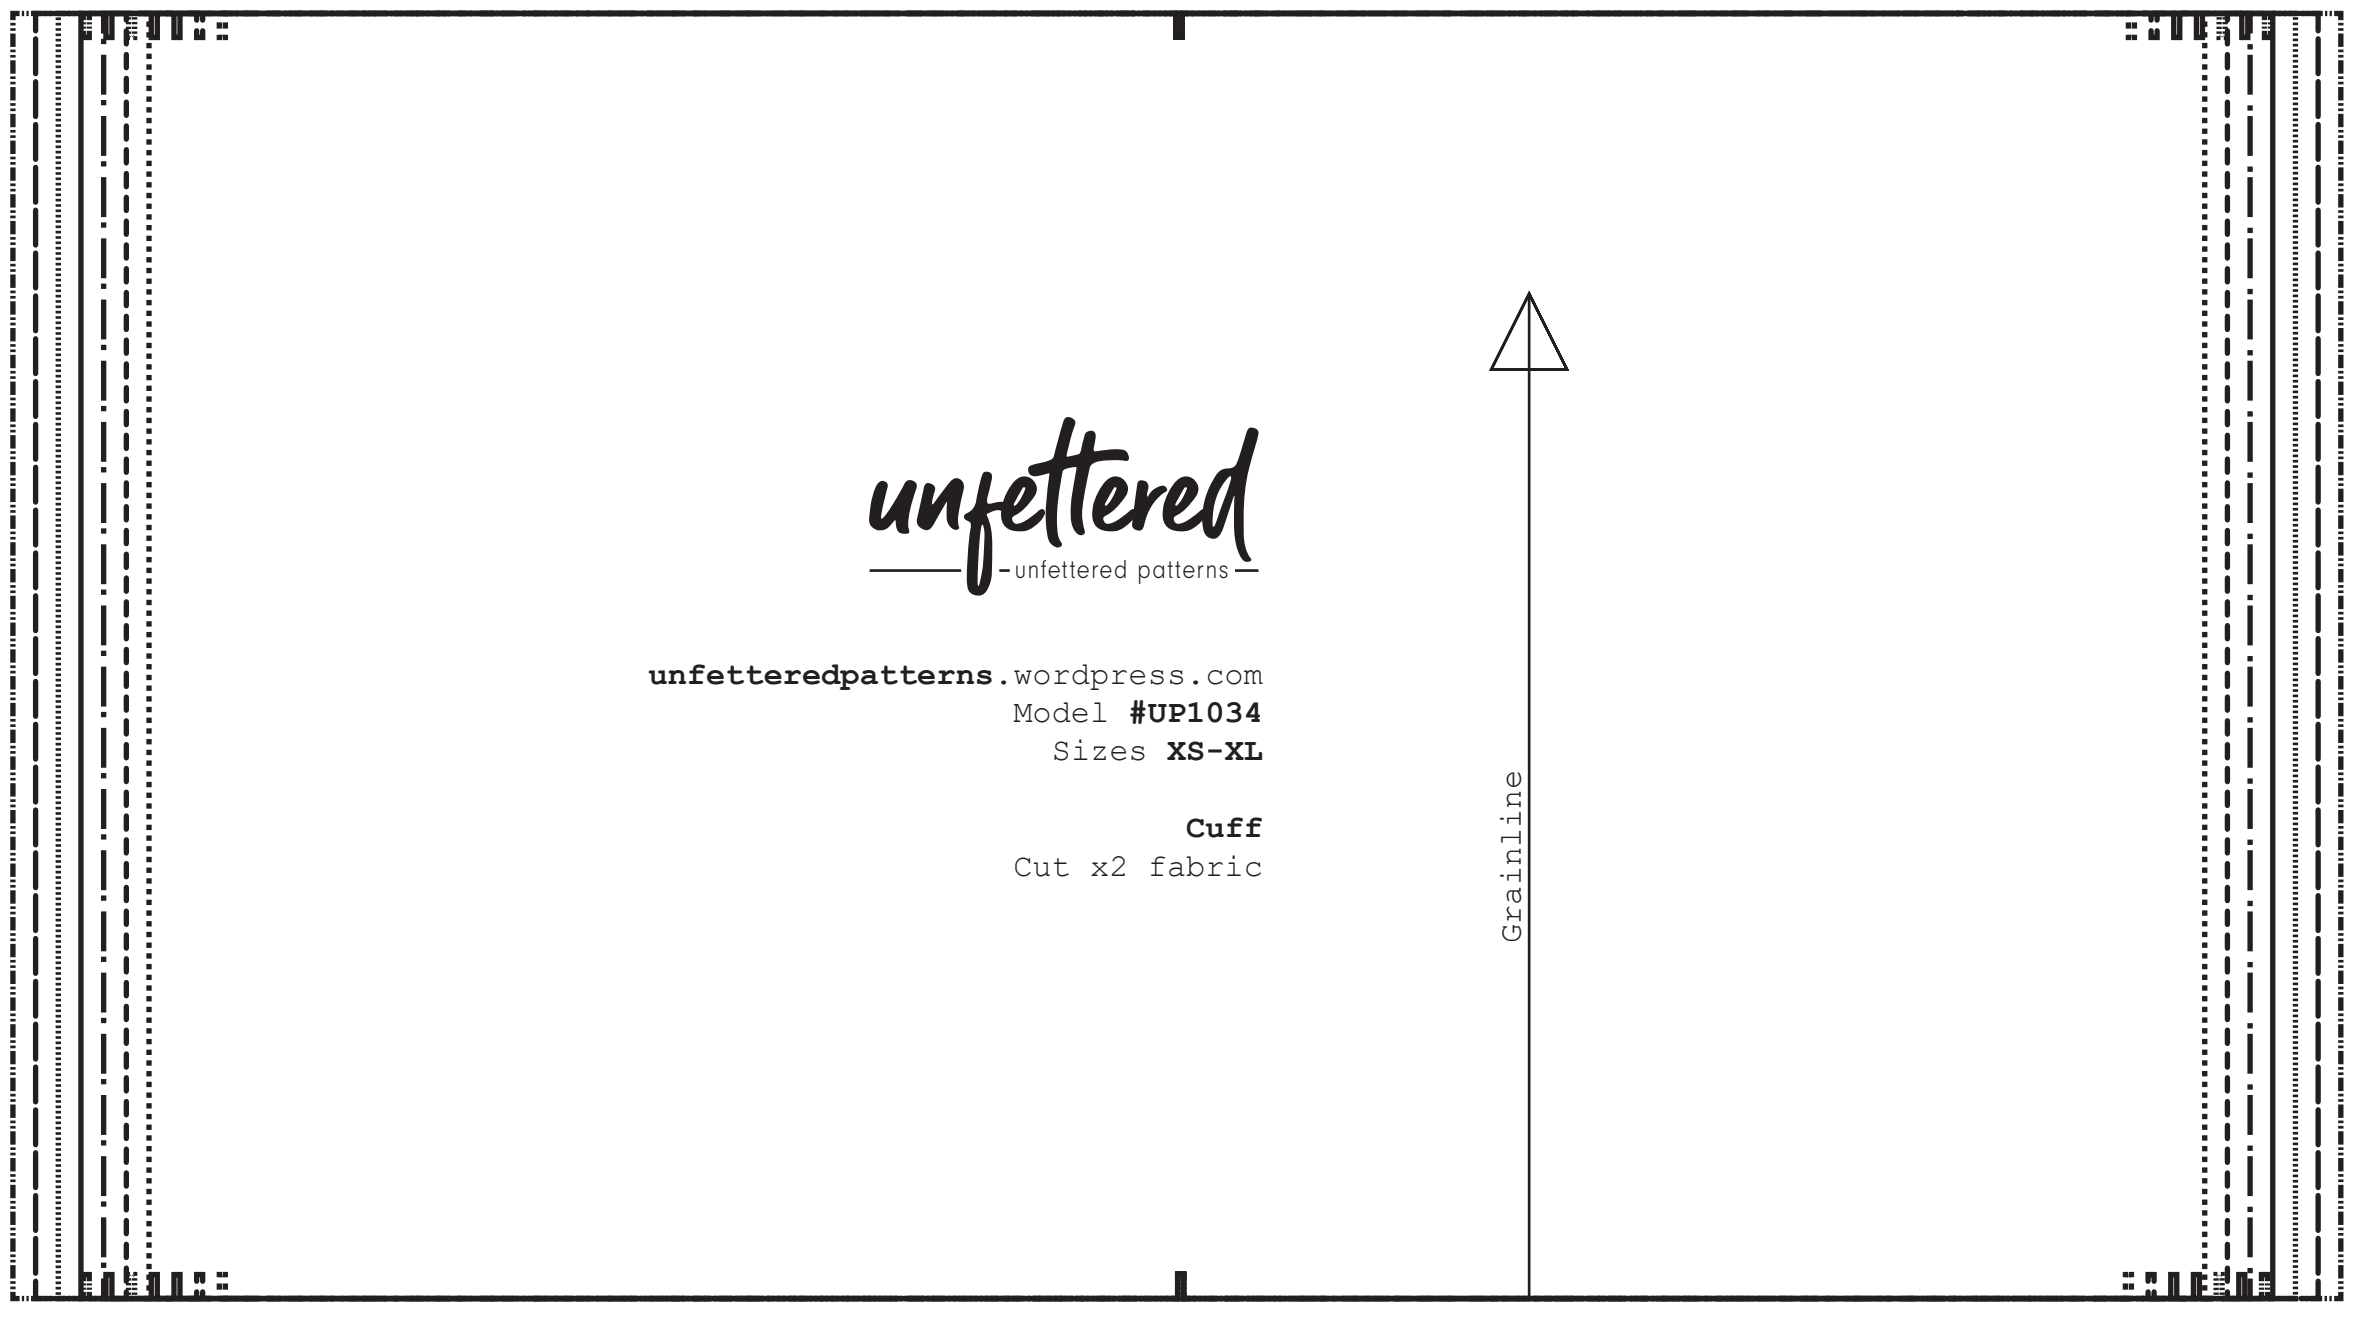 unfettered
unfettered patterns
unfetteredpatterns.wordpress.com
Model #UP1034
Sizes XS-XL
Cuff
Cut x2 fabric
Grainline